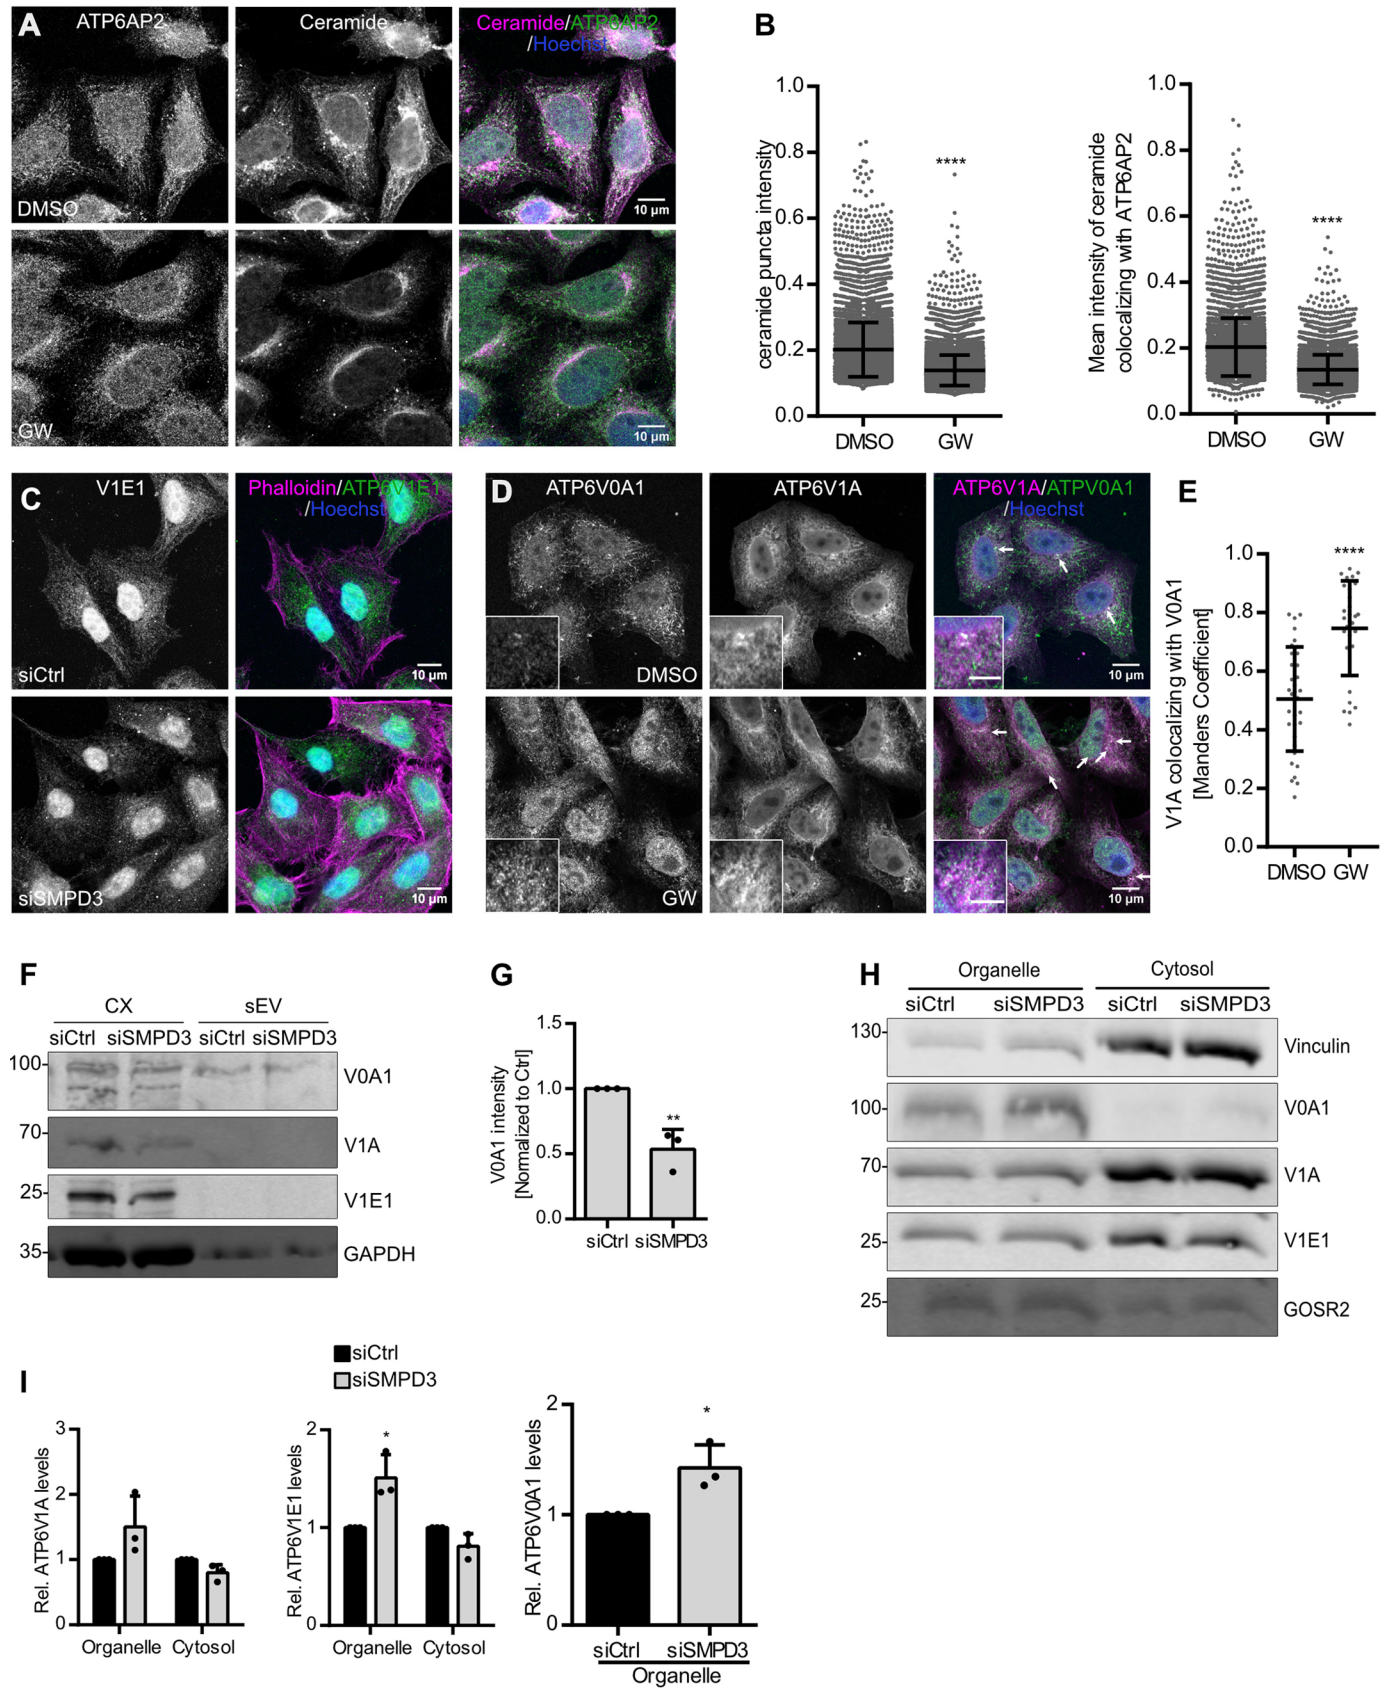 A
ATP6AP2
Ceramide
Ceramide/ATP6AP2
/Hoechst
DMSO
10 µm
GW
10 µm
B
ceramide puncta intensity
1.0
0.8
0.6
0.4
0.2
0.0
****
DMSO GW
Mean intensity of ceramide
colocalizing with ATP6AP2
1.0
0.8
0.6
0.4
0.2
0.0
****
DMSO GW
C
V1E1
Phalloidin/ATP6V1E1
/Hoechst
siCtrl
10 µm
siSMPD3
10 µm
D
ATP6V0A1
ATP6V1A
ATP6V1A/ATPV0A1
/Hoechst
DMSO
10 µm
GW
10 µm
E
V1A colocalizing with V0A1
[Manders Coefficient]
1.0
0.8
0.6
0.4
0.2
0.0
****
DMSO GW
F
CX sEV
siCtrl siSMPD3 siCtrl siSMPD3
100- V0A1
70- V1A
25- V1E1
35- GAPDH
G
V0A1 intensity
[Normalized to Ctrl]
1.5
1.0
0.5
0.0
**
siCtrl siSMPD3
H
Organelle Cytosol
siCtrl siSMPD3 siCtrl siSMPD3
130- Vinculin
100- V0A1
70- V1A
25- V1E1
25- GOSR2
I
siCtrl
siSMPD3
Rel. ATP6V1A levels
3
2
1
0
Organelle Cytosol
Rel. ATP6V1E1 levels
2
1
0
*
Organelle Cytosol
Rel. ATP6V0A1 levels
2
1
0
*
siCtrl siSMPD3
Organelle